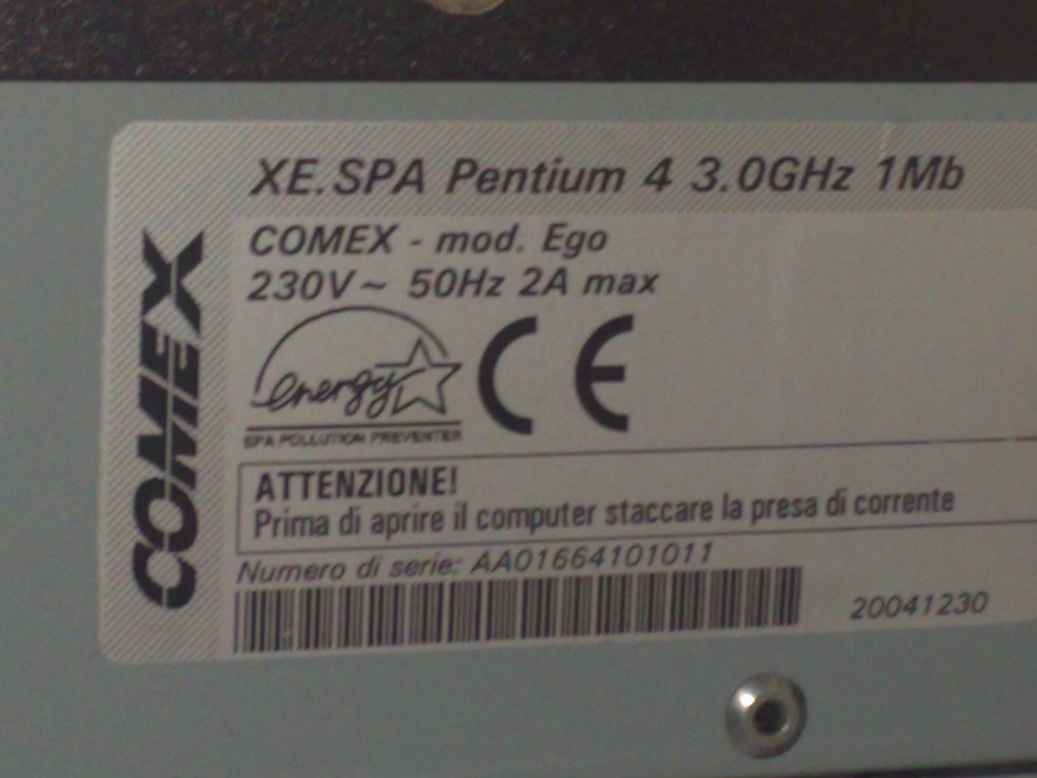 XE.SPA Pentium 4 3.0GHz 1Mb
COMEX
COMEX - mod. Ego
230V~ 50Hz 2A max
energy
EPA POLLUTION PREVENTER
CE
ATTENZIONE!
Prima di aprire il computer staccare la presa di corrente
Numero di serie: AA01664101011
20041230